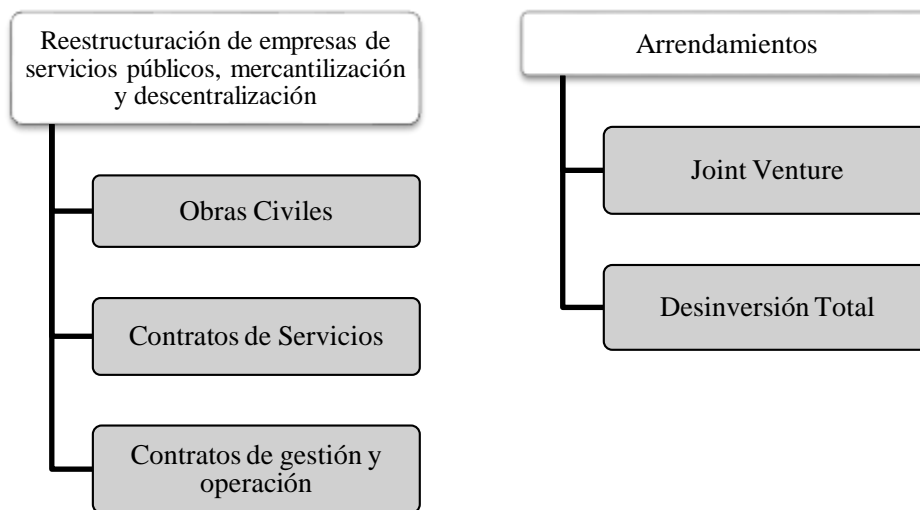 Reestructuración de empresas de
servicios públicos, mercantilización
y descentralización
Obras Civiles
Contratos de Servicios
Contratos de gestión y
operación
Arrendamientos
Joint Venture
Desinversión Total